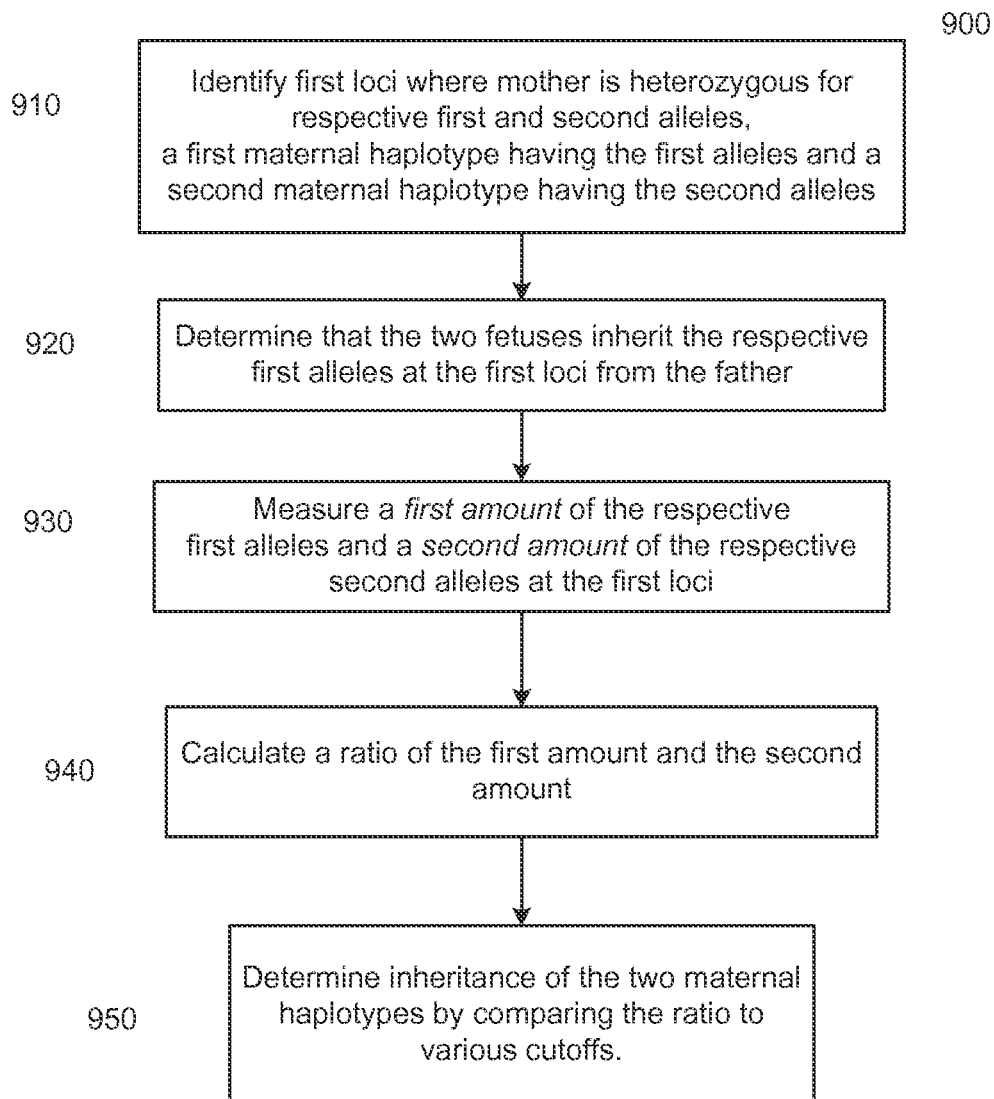 900
910
Identify first loci where mother is heterozygous for
respective first and second alleles,
a first maternal haplotype having the first alleles and a
second maternal haplotype having the second alleles
920
Determine that the two fetuses inherit the respective
first alleles at the first loci from the father
930
Measure a first amount of the respective
first alleles and a second amount of the respective
second alleles at the first loci
940
Calculate a ratio of the first amount and the second
amount
950
Determine inheritance of the two maternal
haplotypes by comparing the ratio to
various cutoffs.